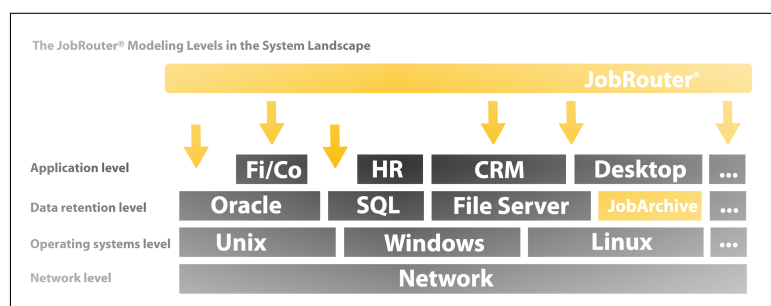 The JobRouter® Modeling Levels in the System Landscape
JobRouter®
Application level Fi/Co HR CRM Desktop ...
Data retention level Oracle SQL File Server JobArchive ...
Operating systems level Unix Windows Linux ...
Network level Network